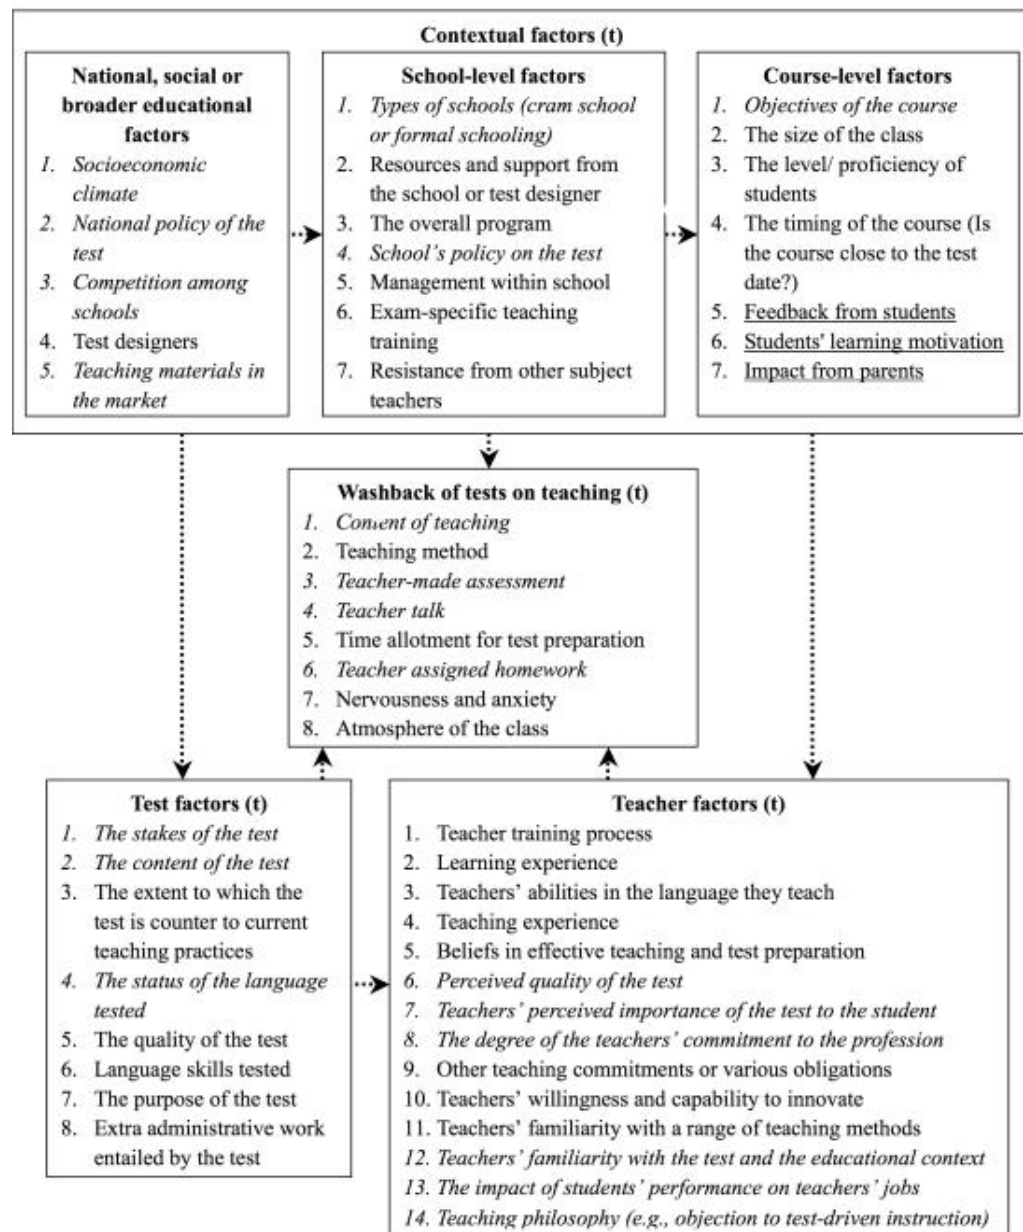 Contextual factors (t)
National, social or
broader educational
factors
1. Socioeconomic
climate
2. National policy of the
test
3. Competition among
schools
4. Test designers
5. Teaching materials in
the market
School-level factors
1. Types of schools (cram school
or formal schooling)
2. Resources and support from
the school or test designer
3. The overall program
4. School's policy on the test
5. Management within school
6. Exam-specific teaching
training
7. Resistance from other subject
teachers
Course-level factors
1. Objectives of the course
2. The size of the class
3. The level/ proficiency of
students
4. The timing of the course (Is
the course close to the test
date?)
5. Feedback from students
6. Students' learning motivation
7. Impact from parents
Washback of tests on teaching (t)
1. Content of teaching
2. Teaching method
3. Teacher-made assessment
4. Teacher talk
5. Time allotment for test preparation
6. Teacher assigned homework
7. Nervousness and anxiety
8. Atmosphere of the class
Test factors (t)
1. The stakes of the test
2. The content of the test
3. The extent to which the
test is counter to current
teaching practices
4. The status of the language
tested
5. The quality of the test
6. Language skills tested
7. The purpose of the test
8. Extra administrative work
entailed by the test
Teacher factors (t)
1. Teacher training process
2. Learning experience
3. Teachers' abilities in the language they teach
4. Teaching experience
5. Beliefs in effective teaching and test preparation
6. Perceived quality of the test
7. Teachers' perceived importance of the test to the student
8. The degree of the teachers' commitment to the profession
9. Other teaching commitments or various obligations
10. Teachers' willingness and capability to innovate
11. Teachers' familiarity with a range of teaching methods
12. Teachers' familiarity with the test and the educational context
13. The impact of students' performance on teachers' jobs
14. Teaching philosophy (e.g., objection to test-driven instruction)